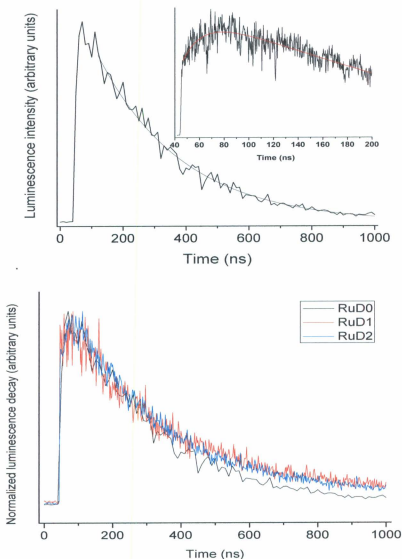 Luminescence intensity (arbitrary units)
40 60 80 100 120 140 160 180 200
Time (ns)
0 200 400 600 800 1000
Time (ns)
Normalized luminescence decay (arbitrary units)
RuD0
RuD1
RuD2
0 200 400 600 800 1000
Time (ns)